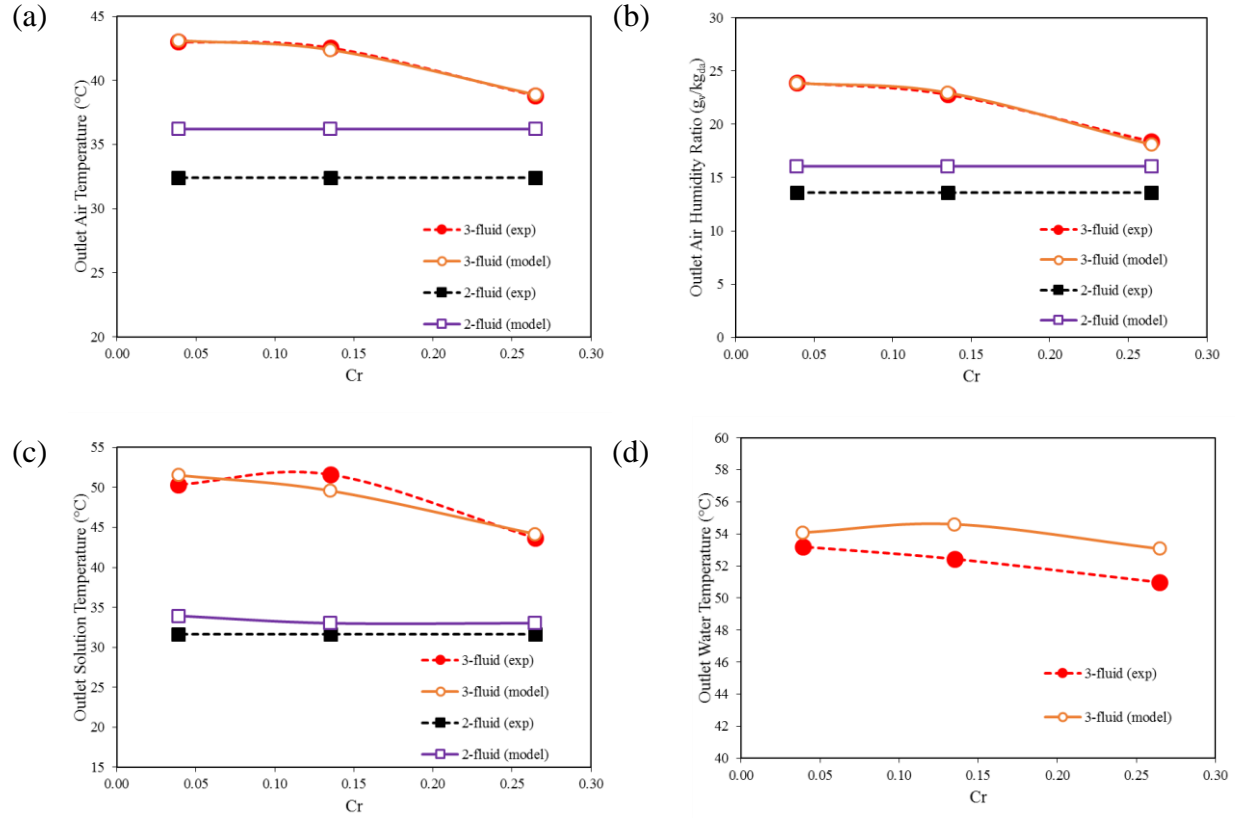 (a)
Outlet Air Temperature (°C)
45
40
35
30
25
20
0.00 0.05 0.10 0.15 0.20 0.25 0.30
Cr
3-fluid (exp)
3-fluid (model)
2-fluid (exp)
2-fluid (model)
(b)
Outlet Air Humidity Ratio (gv/kgda)
30
25
20
15
10
5
0
0.00 0.05 0.10 0.15 0.20 0.25 0.30
Cr
3-fluid (exp)
3-fluid (model)
2-fluid (exp)
2-fluid (model)
(c)
Outlet Solution Temperature (°C)
55
50
45
40
35
30
25
20
15
0.00 0.05 0.10 0.15 0.20 0.25 0.30
Cr
3-fluid (exp)
3-fluid (model)
2-fluid (exp)
2-fluid (model)
(d)
Outlet Water Temperature (°C)
60
58
56
54
52
50
48
46
44
42
40
0.00 0.05 0.10 0.15 0.20 0.25 0.30
Cr
3-fluid (exp)
3-fluid (model)